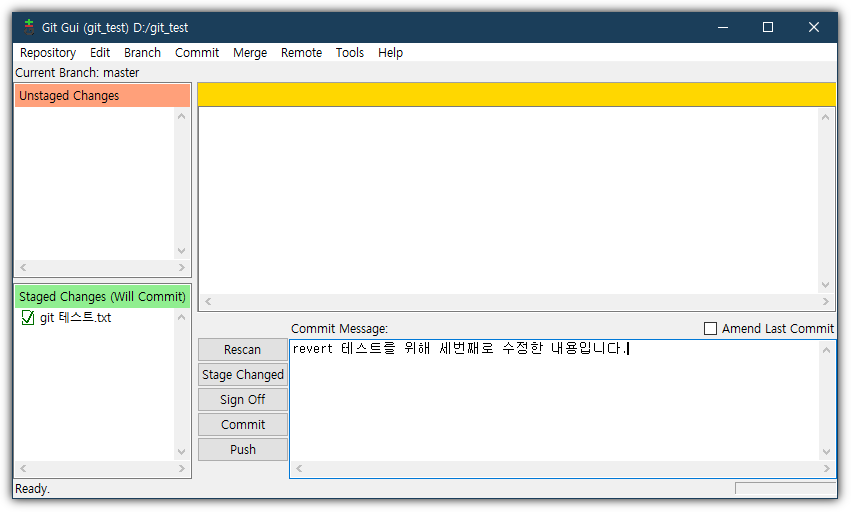 Git Gui (git_test) D:/git_test
Repository Edit Branch Commit Merge Remote Tools Help
Current Branch: master
Unstaged Changes
Staged Changes (Will Commit)
git 테스트.txt
Commit Message:
Amend Last Commit
Rescan
Stage Changed
Sign Off
Commit
Push
revert 테스트를 위해 세번째로 수정한 내용입니다.
Ready.